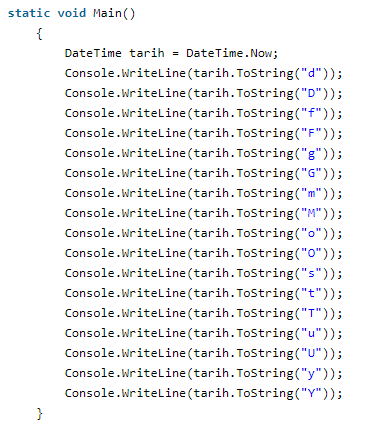 static void Main()
{
DateTime tarih = DateTime.Now;
Console.WriteLine(tarih.ToString("d"));
Console.WriteLine(tarih.ToString("D"));
Console.WriteLine(tarih.ToString("f"));
Console.WriteLine(tarih.ToString("F"));
Console.WriteLine(tarih.ToString("g"));
Console.WriteLine(tarih.ToString("G"));
Console.WriteLine(tarih.ToString("m"));
Console.WriteLine(tarih.ToString("M"));
Console.WriteLine(tarih.ToString("o"));
Console.WriteLine(tarih.ToString("O"));
Console.WriteLine(tarih.ToString("s"));
Console.WriteLine(tarih.ToString("t"));
Console.WriteLine(tarih.ToString("T"));
Console.WriteLine(tarih.ToString("u"));
Console.WriteLine(tarih.ToString("U"));
Console.WriteLine(tarih.ToString("y"));
Console.WriteLine(tarih.ToString("Y"));
}